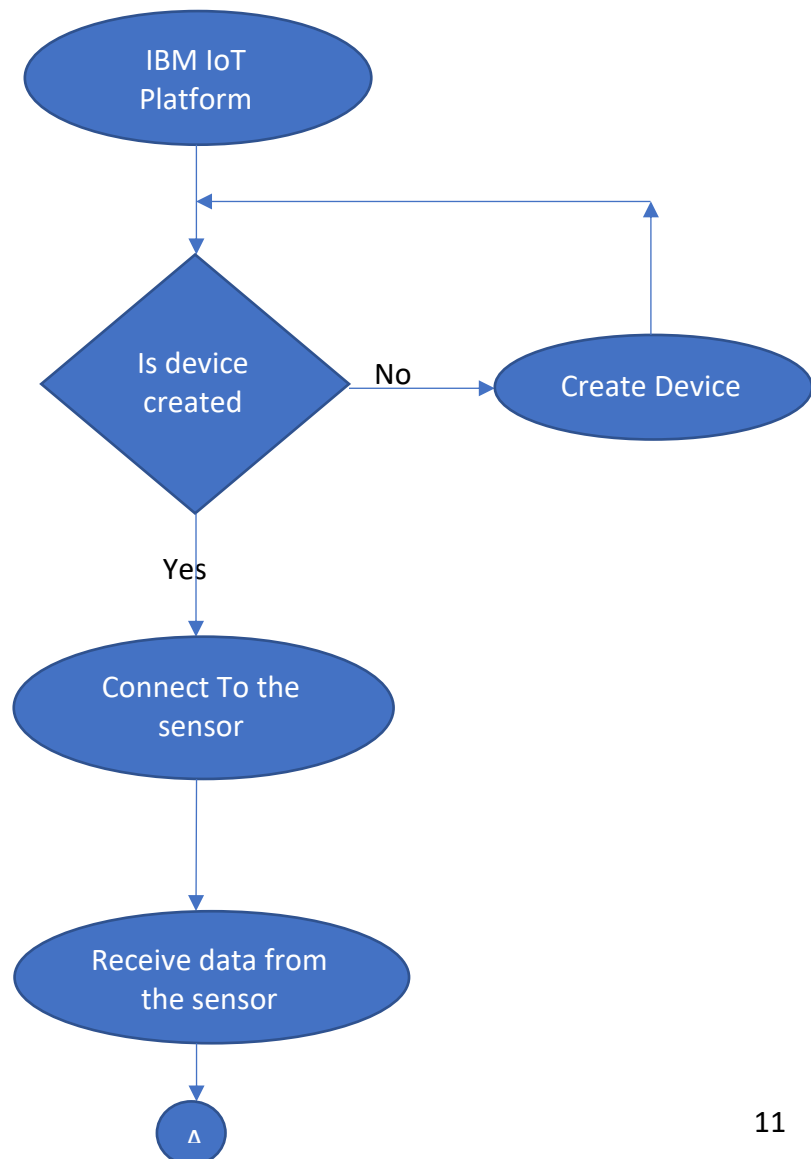 IBM IoT
Platform
Is device
created
No
Create Device
Yes
Connect To the
sensor
Receive data from
the sensor
11